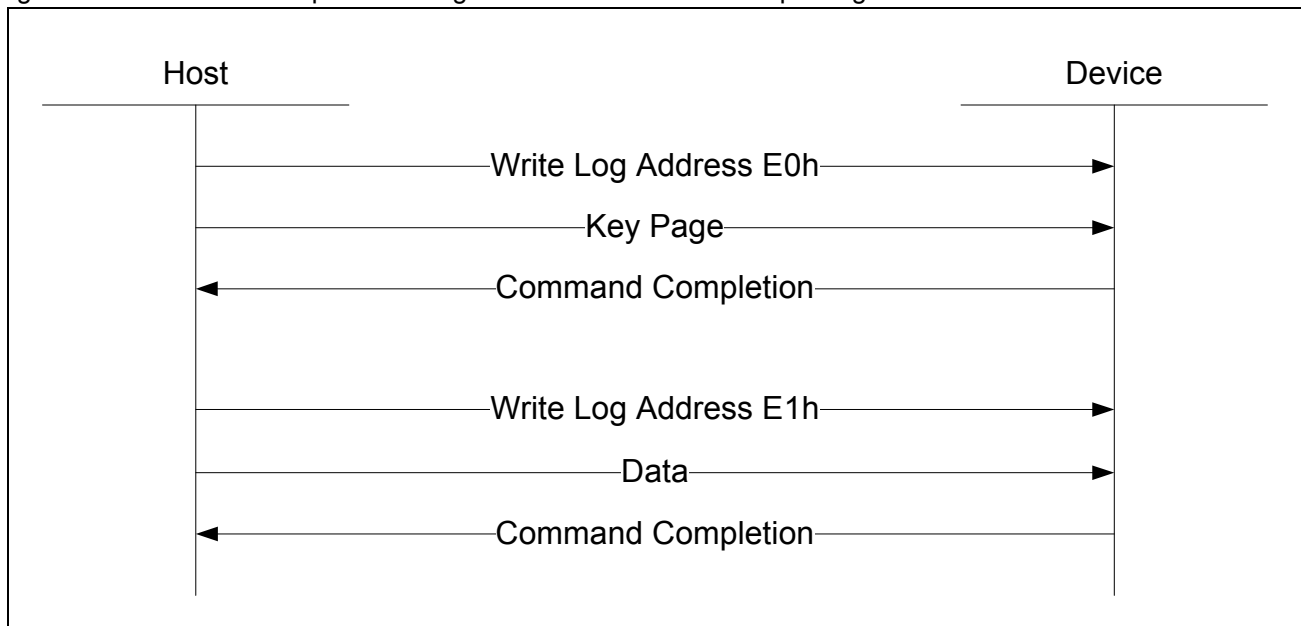 Host
Device
Write Log Address E0h
Key Page
Command Completion
Write Log Address E1h
Data
Command Completion